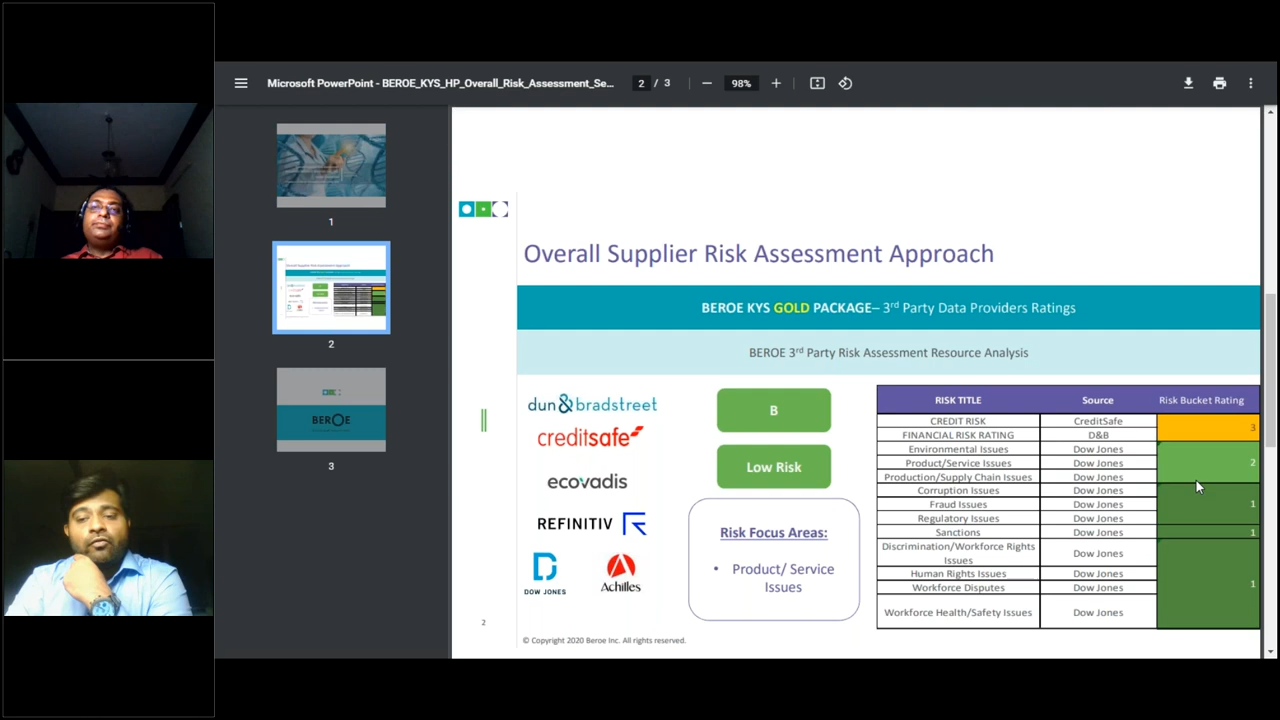 Microsoft PowerPoint - BEROE_KYS_HP_Overall_Risk_Assessment_Se...
2 / 3
98%
1
2
BEROE
3
Overall Supplier Risk Assessment Approach
BEROE KYS GOLD PACKAGE– 3rd Party Data Providers Ratings
BEROE 3rd Party Risk Assessment Resource Analysis
dun & bradstreet
creditsafe
ecovadis
REFINITIV
DOW JONES
Achilles
B
Low Risk
Risk Focus Areas:
• Product/ Service
Issues
RISK TITLE Source Risk Bucket Rating
CREDIT RISK CreditSafe 3
FINANCIAL RISK RATING D&B
Environmental Issues Dow Jones
Product/Service Issues Dow Jones 2
Production/Supply Chain Issues Dow Jones
Corruption Issues Dow Jones
Fraud Issues Dow Jones 1
Regulatory Issues Dow Jones
Sanctions Dow Jones 1
Discrimination/Workforce Rights
Issues Dow Jones
Human Rights Issues Dow Jones 1
Workforce Disputes Dow Jones
Workforce Health/Safety Issues Dow Jones
2
© Copyright 2020 Beroe Inc. All rights reserved.